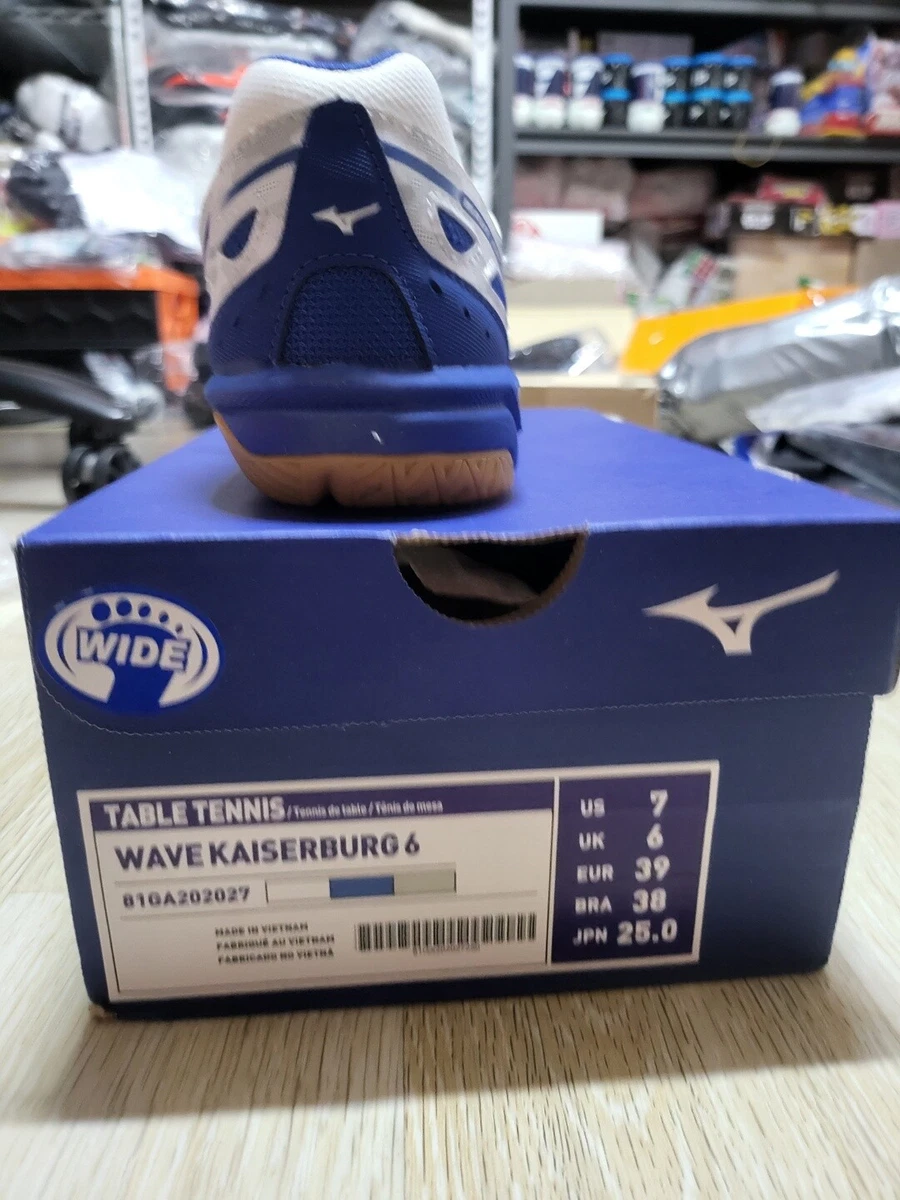 WIDE
TABLE TENNIS / Tennis de table / Tênis de mesa
WAVE KAISERBURG 6
81GA202027
MADE IN VIETNAM
FABRIQUÉ AU VIETNAM
FABRICADO NO VIETNÃ
US 7
UK 6
EUR 39
BRA 38
JPN 25.0